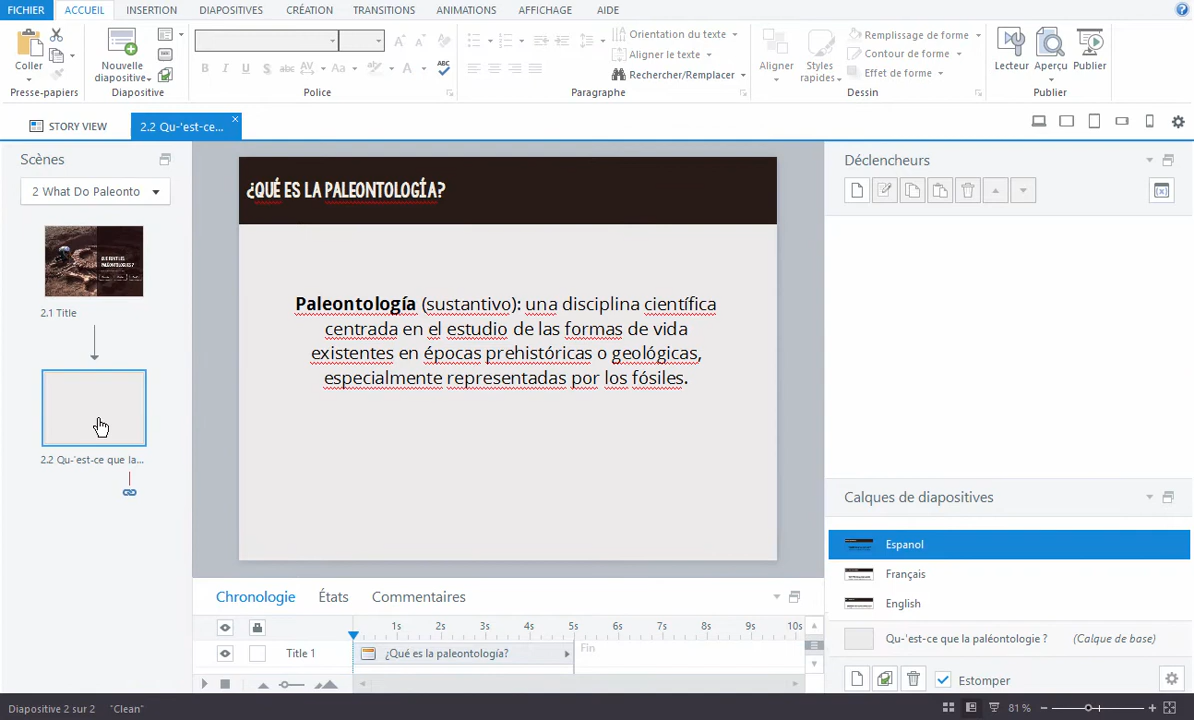 FICHIER ACCUEIL INSERTION DIAPOSITIVES CRÉATION TRANSITIONS ANIMATIONS AFFICHAGE AIDE
Coller
Nouvelle diapositive
Orientation du texte
Aligner le texte
Rechercher/Remplacer
Aligner
Styles rapides
Remplissage de forme
Contour de forme
Effet de forme
Lecteur Aperçu Publier
Presse-papiers Diapositive Police Paragraphe Dessin Publier
STORY VIEW 2.2 Qu-'est-ce...
Scènes
2 What Do Paleonto
2.1 Title
2.2 Qu-'est-ce que la...
¿QUÉ ES LA PALEONTOLOGÍA?
Paleontología (sustantivo): una disciplina científica
centrada en el estudio de las formas de vida
existentes en épocas prehistóricas o geológicas,
especialmente representadas por los fósiles.
Déclencheurs
Calques de diapositives
Espanol
Français
English
Qu-'est-ce que la paléontologie ? (Calque de base)
Estomper
Chronologie États Commentaires
1s 2s 3s 4s 5s 6s 7s 8s 9s 10s
Title 1 ¿Qué es la paleontología? Fin
Diapositive 2 sur 2 "Clean" 81 %